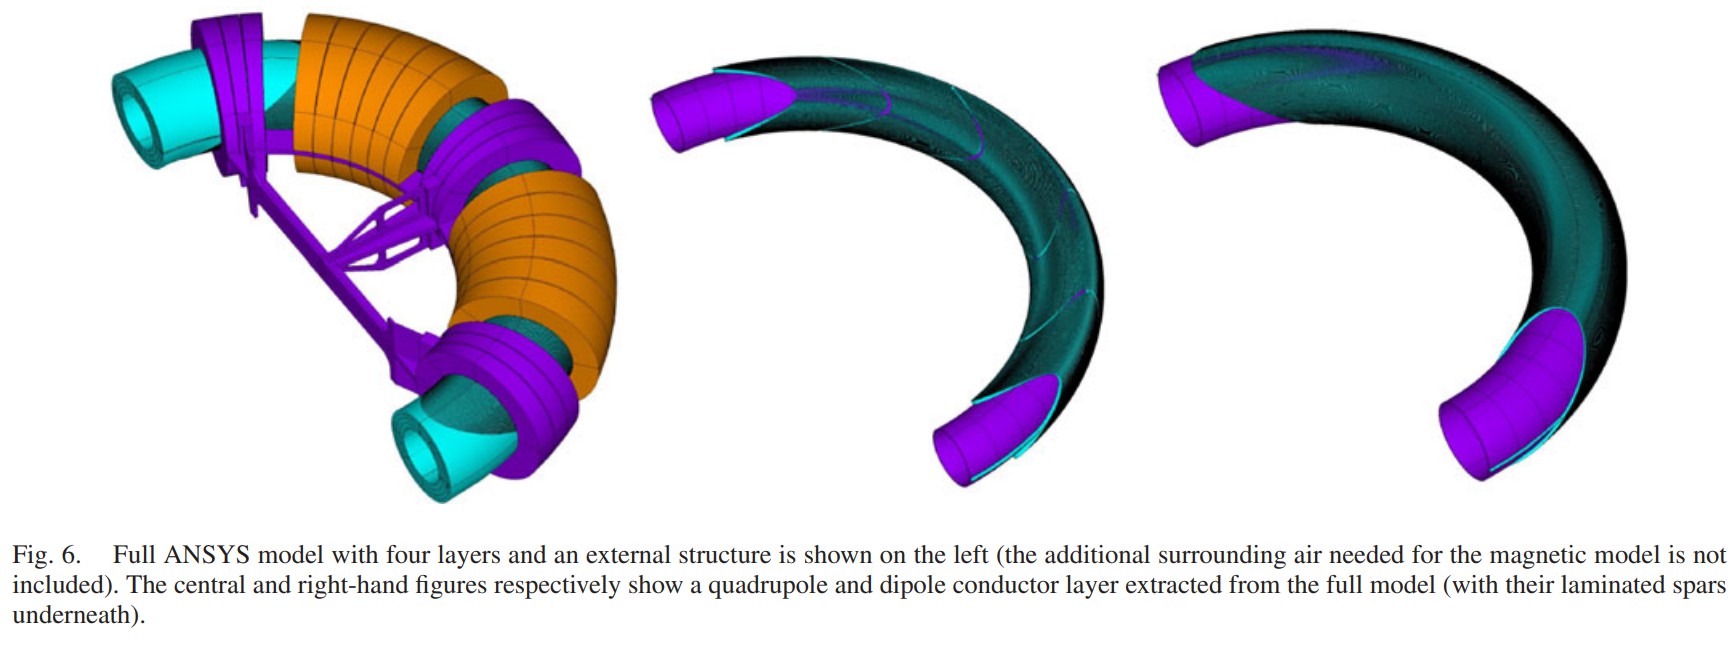 Fig. 6. Full ANSYS model with four layers and an external structure is shown on the left (the additional surrounding air needed for the magnetic model is not
included). The central and right-hand figures respectively show a quadrupole and dipole conductor layer extracted from the full model (with their laminated spars
underneath).